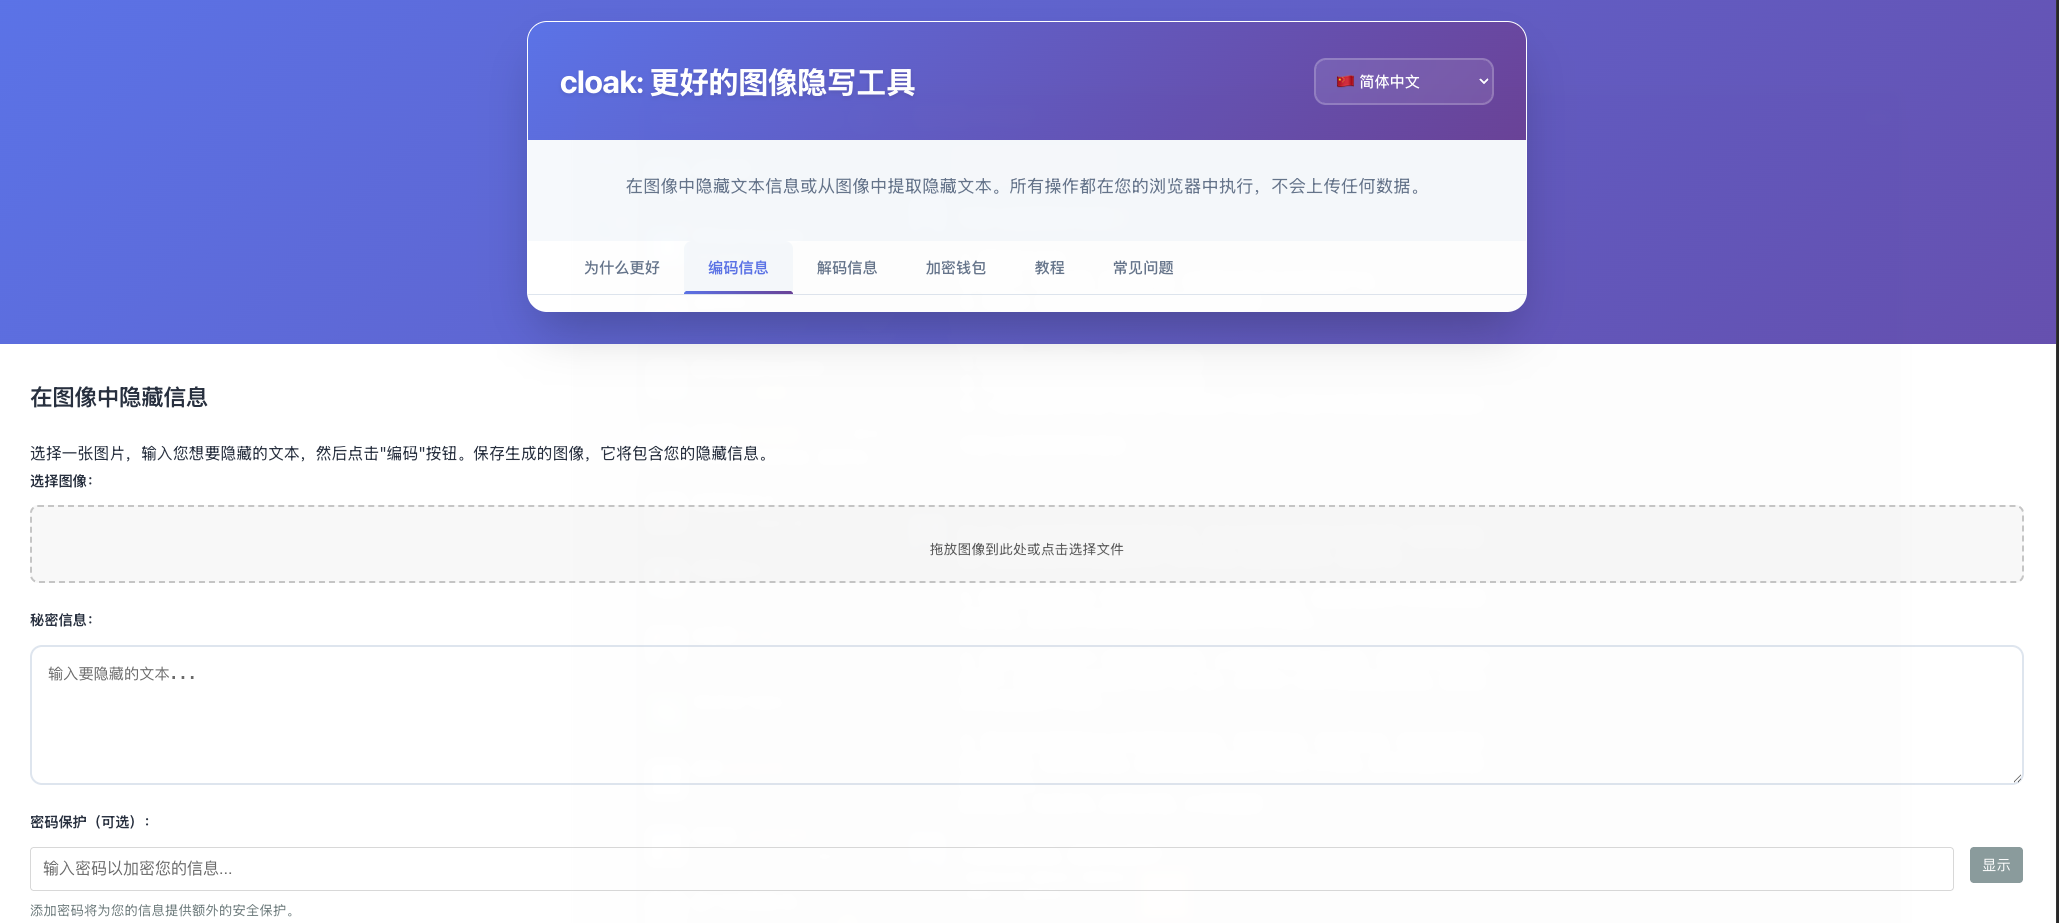 cloak: 更好的图像隐写工具
🇨🇳 简体中文
在图像中隐藏文本信息或从图像中提取隐藏文本。所有操作都在您的浏览器中执行，不会上传任何数据。
为什么更好 编码信息 解码信息 加密钱包 教程 常见问题
在图像中隐藏信息
选择一张图片，输入您想要隐藏的文本，然后点击"编码"按钮。保存生成的图像，它将包含您的隐藏信息。
选择图像：
拖放图像到此处或点击选择文件
秘密信息：
输入要隐藏的文本...
密码保护（可选）：
输入密码以加密您的信息...
显示
添加密码将为您的信息提供额外的安全保护。